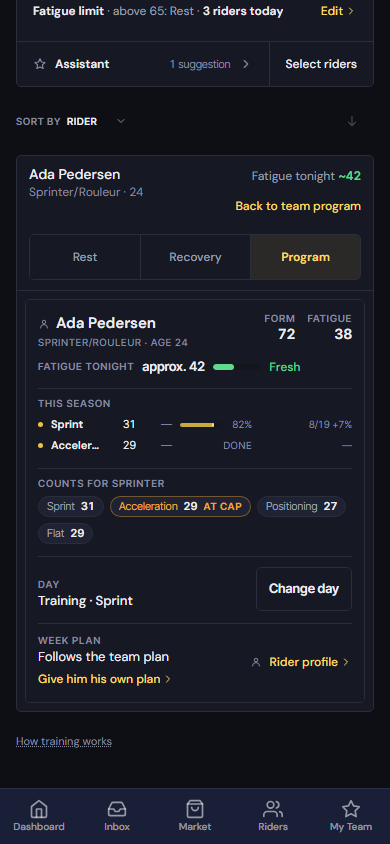 Fatigue limit · above 65: Rest · 3 riders today Edit >
Assistant 1 suggestion > Select riders
SORT BY RIDER
Ada Pedersen Fatigue tonight ~42
Sprinter/Rouleur · 24
Back to team program
Rest Recovery Program
Ada Pedersen FORM FATIGUE
72 38
SPRINTER/ROULEUR · AGE 24
FATIGUE TONIGHT approx. 42 Fresh
THIS SEASON
Sprint 31 — 82% 8/19 +7%
Acceler... 29 — DONE —
COUNTS FOR SPRINTER
Sprint 31 Acceleration 29 AT CAP Positioning 27
Flat 29
DAY
Training · Sprint Change day
WEEK PLAN
Follows the team plan Rider profile >
Give him his own plan >
How training works
Dashboard Inbox Market Riders My Team